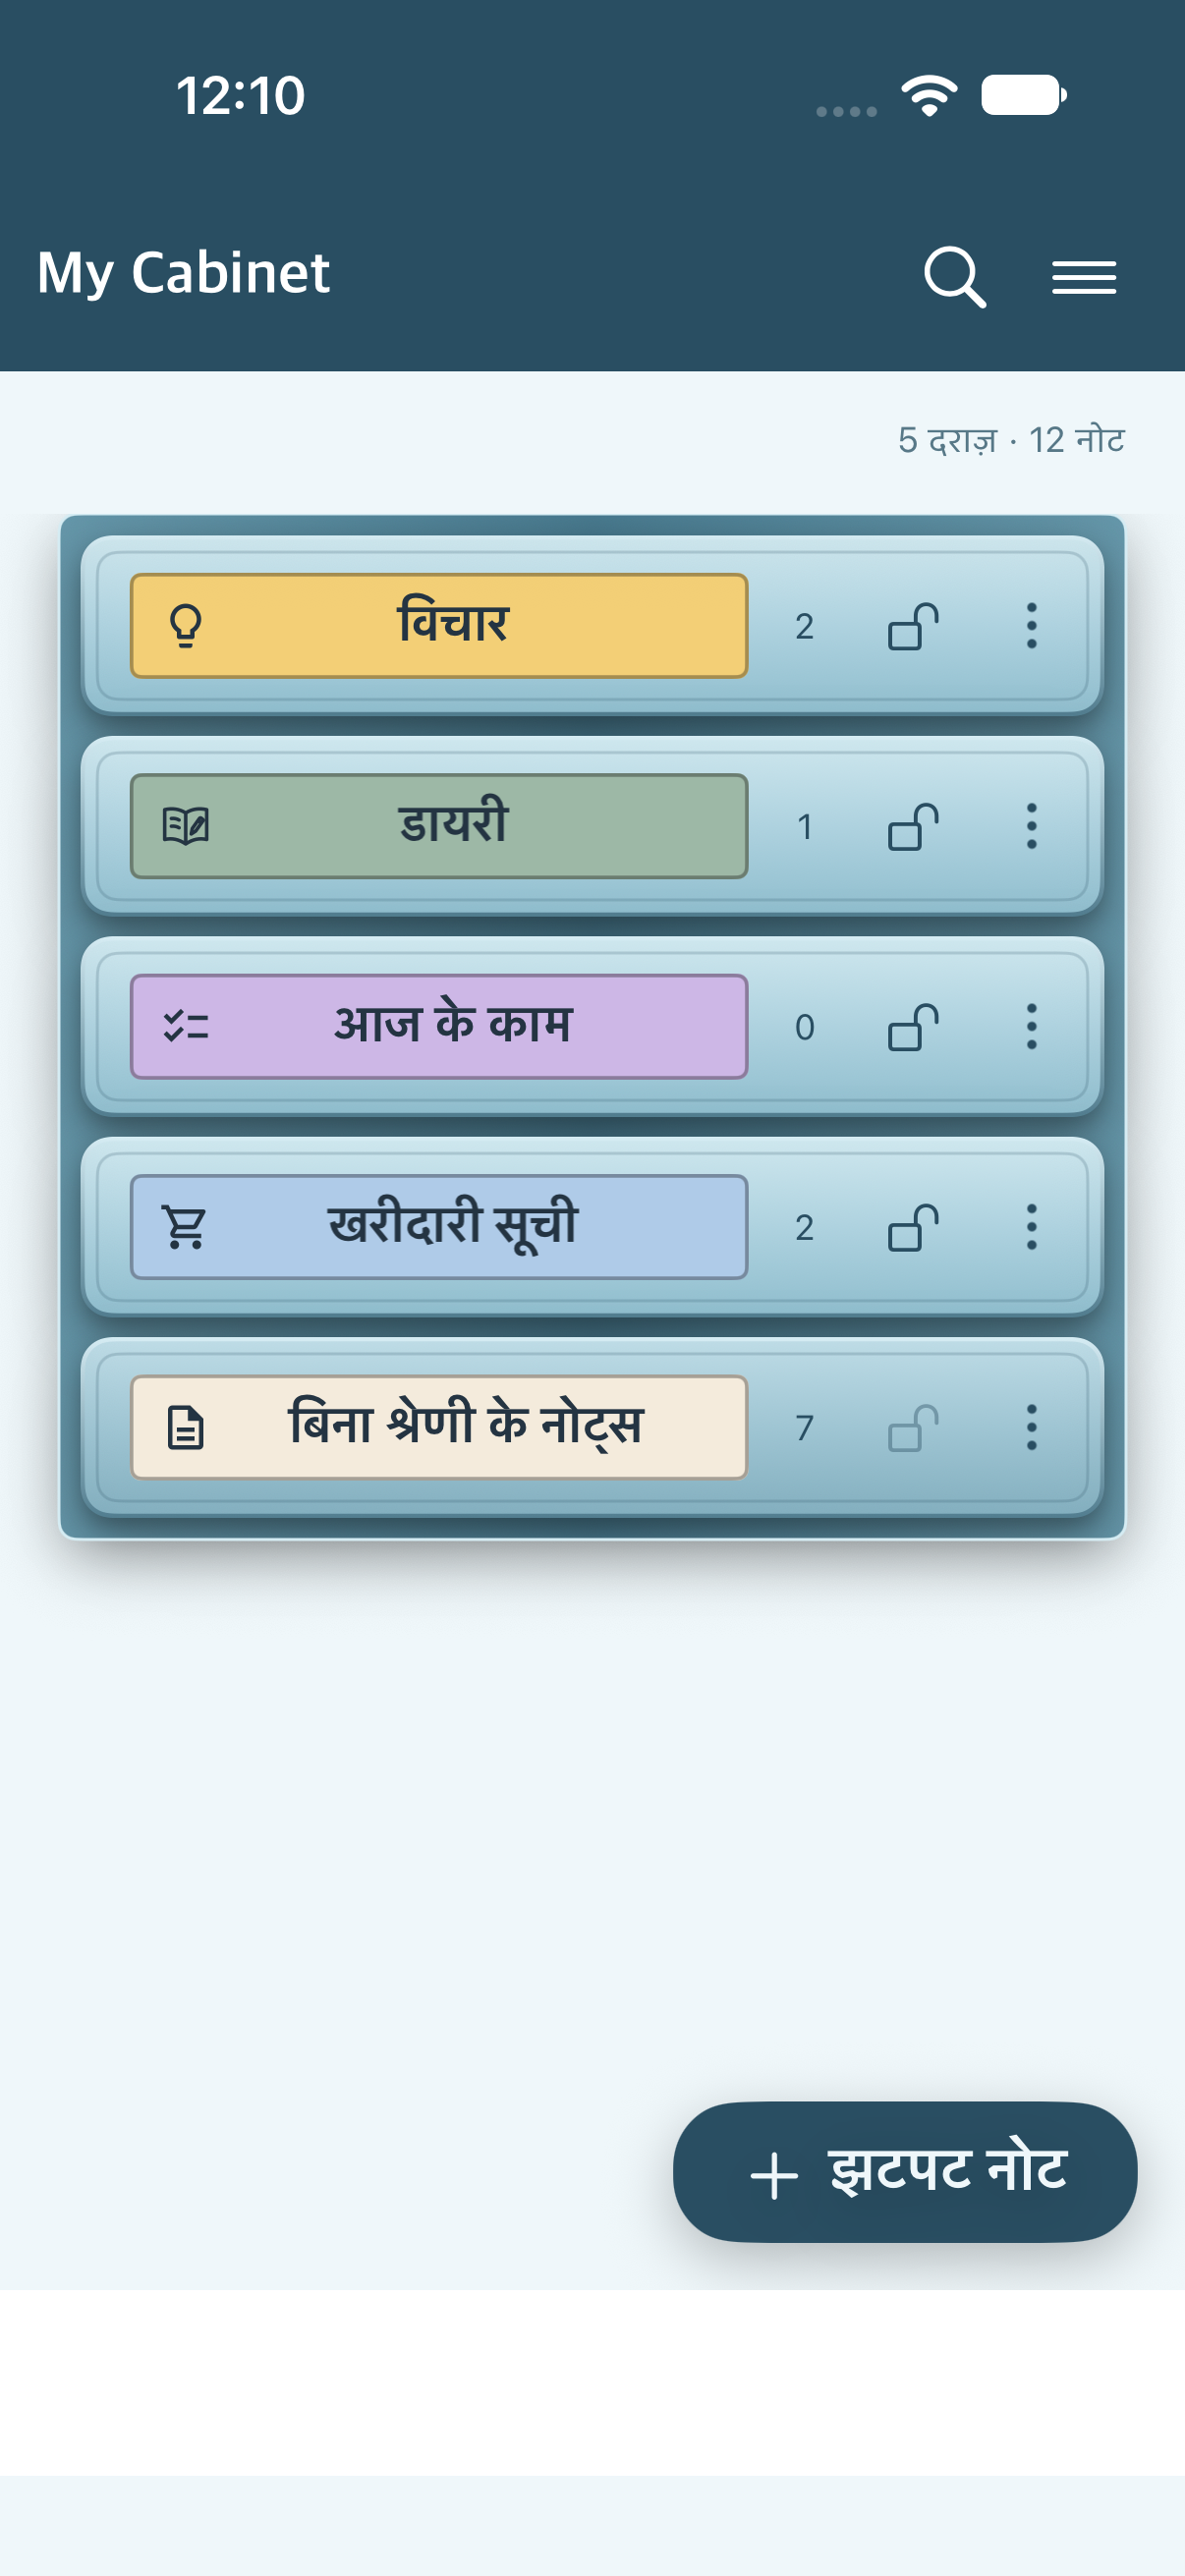 12:10
My Cabinet
5 दराज़ · 12 नोट
विचार 2
डायरी 1
आज के काम 0
खरीदारी सूची 2
बिना श्रेणी के नोट्स 7
+ झटपट नोट